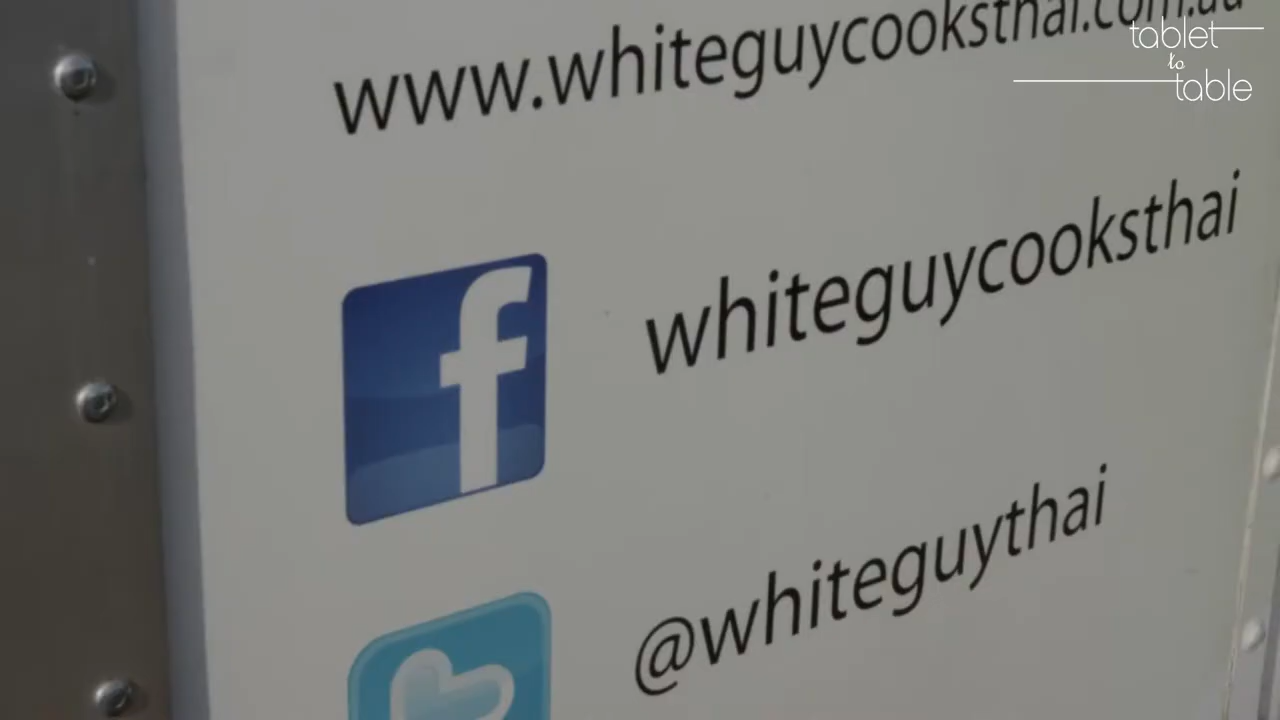 www.whiteguycooksthai.com.au
tablet
to
table
f
whiteguycooksthai
@whiteguythai